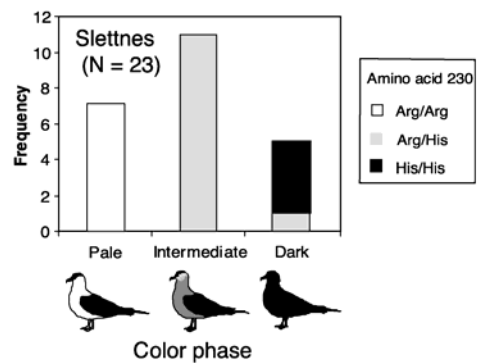 Slettnes
(N = 23)
Frequency
12
10
8
6
4
2
0
Pale Intermediate Dark
Color phase
Amino acid 230
Arg/Arg
Arg/His
His/His